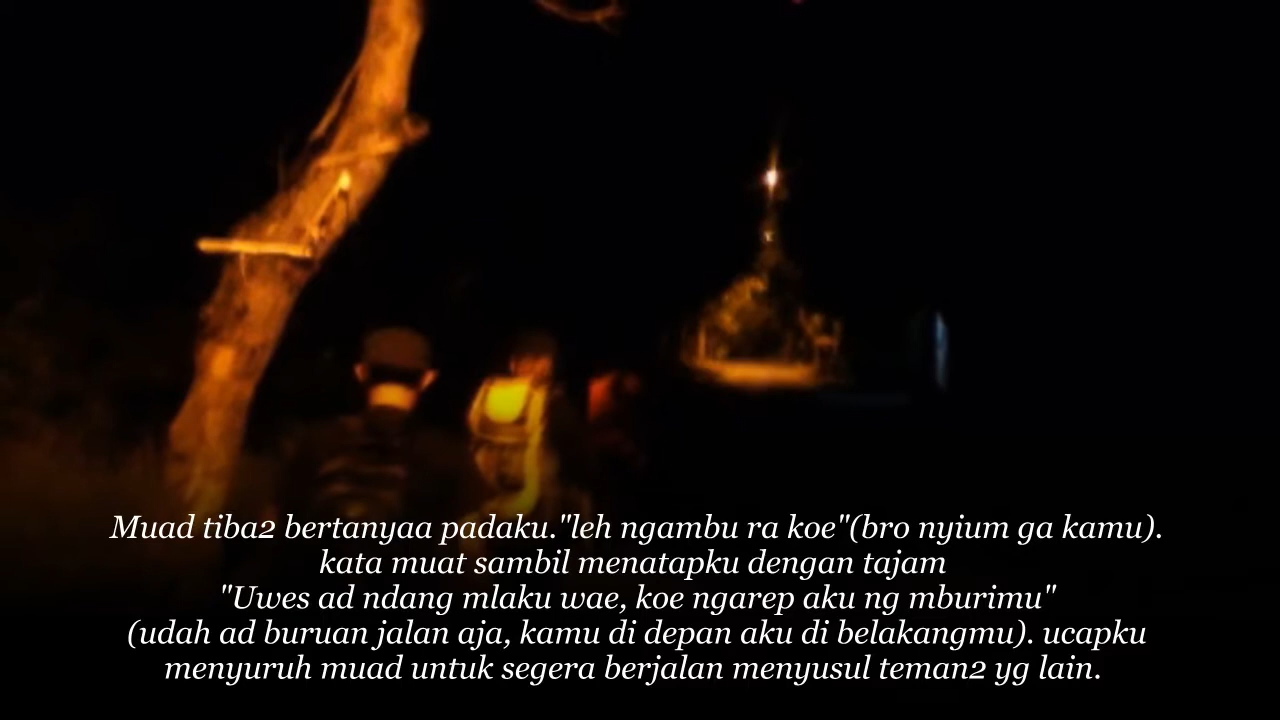 Muad tiba2 bertanyaa padaku."leh ngambu ra koe"(bro nyium ga kamu).
kata muat sambil menatapku dengan tajam
"Uwes ad ndang mlaku wae, koe ngarep aku ng mburimu"
(udah ad buruan jalan aja, kamu di depan aku di belakangmu). ucapku
menyuruh muad untuk segera berjalan menyusul teman2 yg lain.